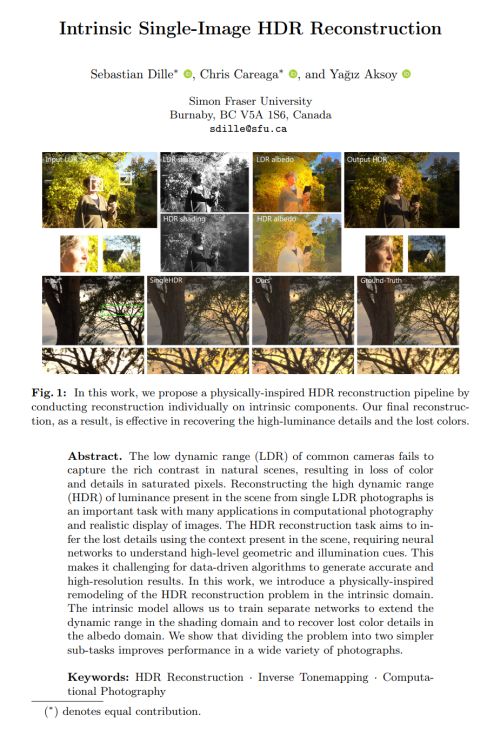 Intrinsic Single-Image HDR Reconstruction
Sebastian Dille*, Chris Careaga*, and Yağız Aksoy
Simon Fraser University
Burnaby, BC V5A 1S6, Canada
sdille@sfu.ca
Input LDR LDR shading LDR albedo Output HDR
HDR shading HDR albedo
Input SingleHDR Ours Ground-Truth
Fig. 1: In this work, we propose a physically-inspired HDR reconstruction pipeline by
conducting reconstruction individually on intrinsic components. Our final reconstruc-
tion, as a result, is effective in recovering the high-luminance details and the lost colors.
Abstract. The low dynamic range (LDR) of common cameras fails to
capture the rich contrast in natural scenes, resulting in loss of color
and details in saturated pixels. Reconstructing the high dynamic range
(HDR) of luminance present in the scene from single LDR photographs is
an important task with many applications in computational photography
and realistic display of images. The HDR reconstruction task aims to in-
fer the lost details using the context present in the scene, requiring neural
networks to understand high-level geometric and illumination cues. This
makes it challenging for data-driven algorithms to generate accurate and
high-resolution results. In this work, we introduce a physically-inspired
remodeling of the HDR reconstruction problem in the intrinsic domain.
The intrinsic model allows us to train separate networks to extend the
dynamic range in the shading domain and to recover lost color details in
the albedo domain. We show that dividing the problem into two simpler
sub-tasks improves performance in a wide variety of photographs.
Keywords: HDR Reconstruction · Inverse Tonemapping · Computa-
tional Photography
(*) denotes equal contribution.